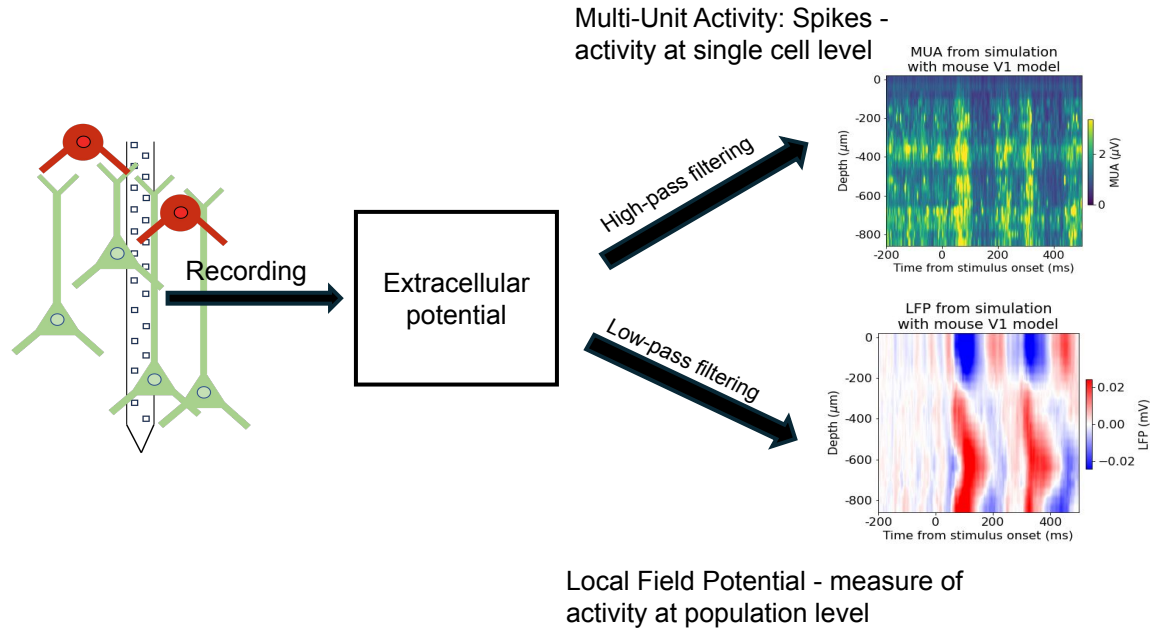 Multi-Unit Activity: Spikes -
activity at single cell level
MUA from simulation
with mouse V1 model
0
-200
-400
-600
-800
Depth (µm)
-200
0
200
400
Time from stimulus onset (ms)
2
0
MUA (µV)
High-pass filtering
Recording
Extracellular
potential
Low-pass filtering
LFP from simulation
with mouse V1 model
0
-200
-400
-600
-800
Depth (µm)
-200
0
200
400
Time from stimulus onset (ms)
0.02
0.00
−0.02
LFP (mV)
Local Field Potential - measure of
activity at population level